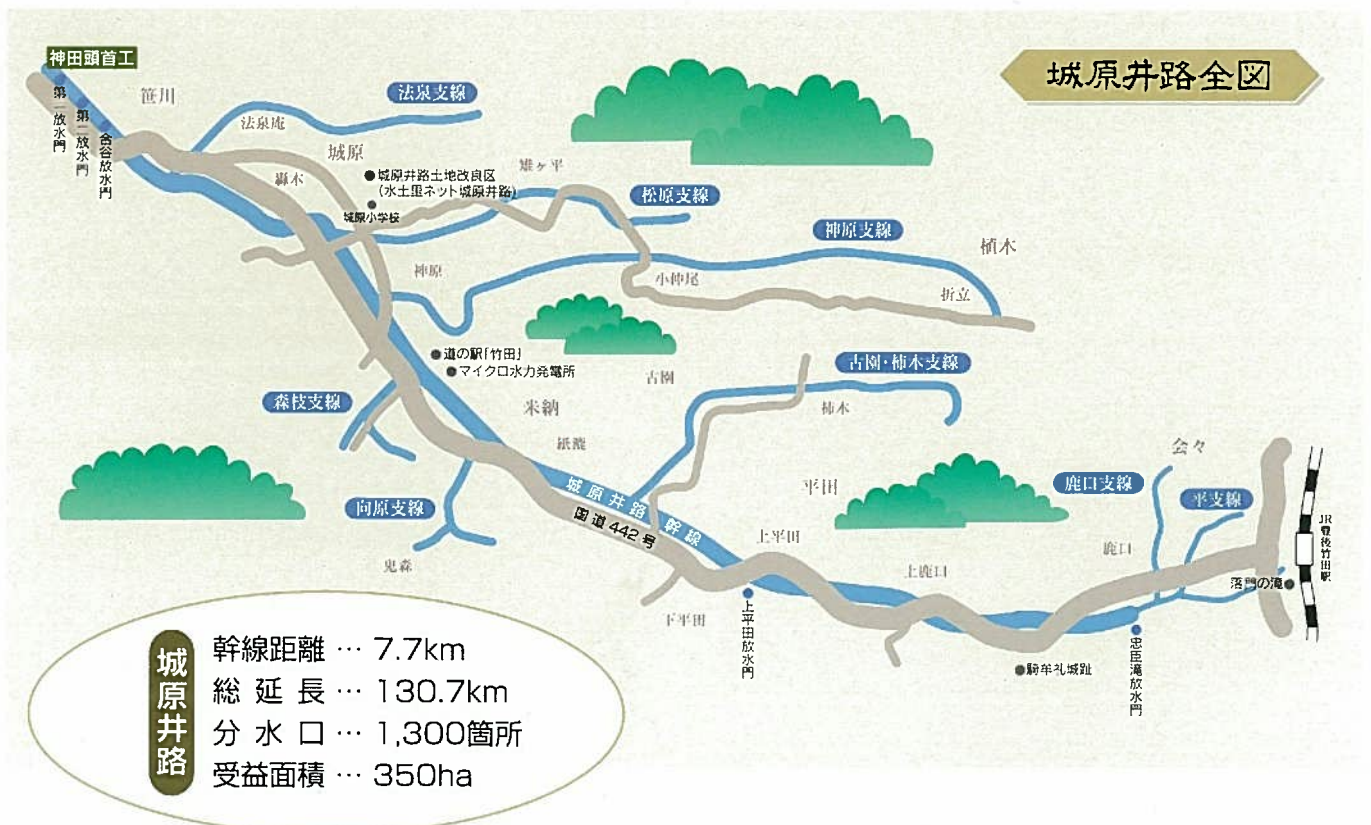 城原井路全図
神田頭首工
第一放水門
第二放水門
合谷放水門
笹川
法泉支線
法泉庵
城原
轟木
城原井路土地改良区
(水土里ネット城原井路)
城原小学校
雉ヶ平
松原支線
神原支線
植木
神原
小仲尾
折立
道の駅「竹田」
マイクロ水力発電所
古園
古園・柿木支線
柿木
森枝支線
米納
紙漉
会々
向原支線
城原井路 幹線
国道442号
平田
鹿口支線
平支線
鬼森
上平田
上鹿口
鹿口
JR豊後竹田駅
落門の滝
下平田
上平田放水門
騎牟礼城趾
忠臣滝放水門
城原井路
幹線距離 … 7.7km
総延長 … 130.7km
分水口 … 1,300箇所
受益面積 … 350ha